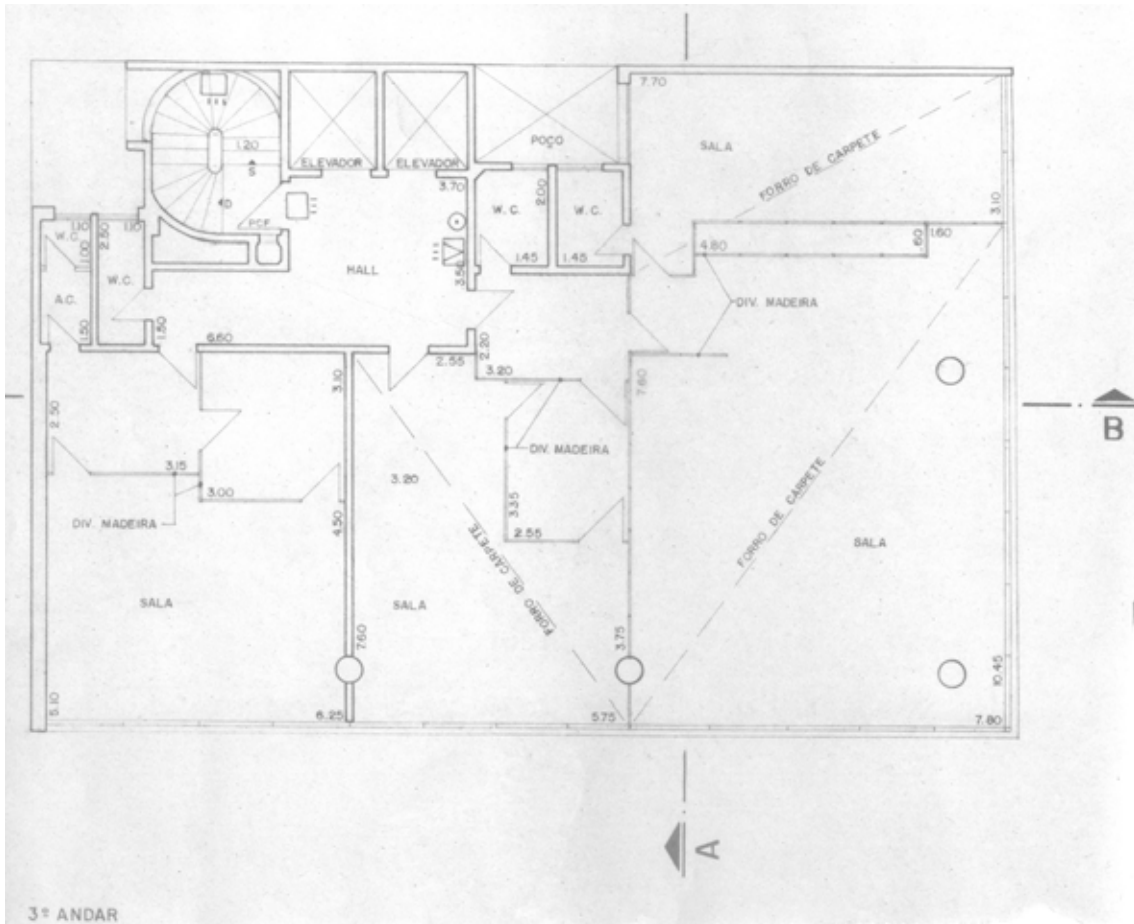 7.70
1.20
S
D
PCF
ELEVADOR
ELEVADOR
POÇO
SALA
FORRO DE CARPETE
3.10
3.70
W.C.
2.00
W.C.
1.45
1.45
W.C.
1.10
1.00
2.50
1.10
W.C.
A.C.
1.50
1.50
HALL
3.50
4.80
.60
1.60
DIV. MADEIRA
6.60
2.55
2.20
3.20
7.60
2.50
3.10
3.15
3.00
DIV. MADEIRA
4.50
3.20
DIV. MADEIRA
3.35
2.55
FORRO DE CARPETE
FORRO DE CARPETE
SALA
SALA
SALA
7.60
3.75
10.45
5.10
6.25
5.75
7.80
B
A
3º ANDAR